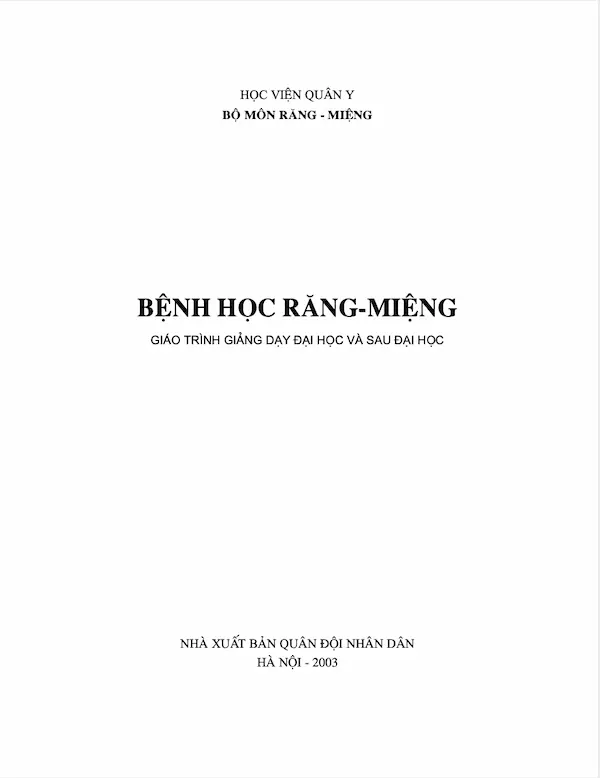 HỌC VIỆN QUÂN Y
BỘ MÔN RĂNG - MIỆNG
BỆNH HỌC RĂNG-MIỆNG
GIÁO TRÌNH GIẢNG DẠY ĐẠI HỌC VÀ SAU ĐẠI HỌC
NHÀ XUẤT BẢN QUÂN ĐỘI NHÂN DÂN
HÀ NỘI - 2003